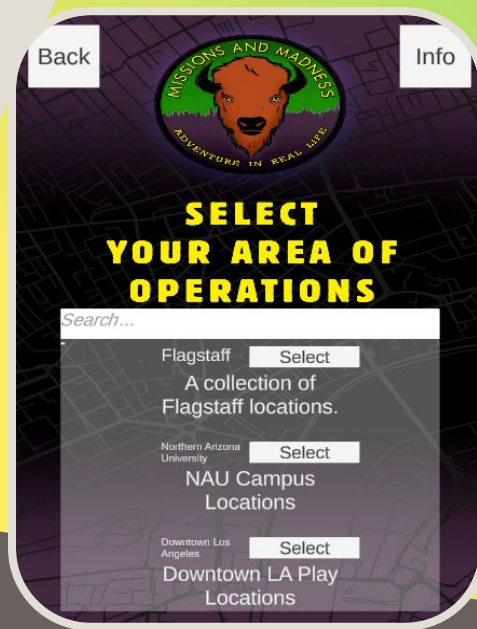 Back
Info
MISSIONS AND MADNESS
ADVENTURE IN REAL LIFE
SELECT
YOUR AREA OF
OPERATIONS
Search...
Flagstaff
Select
A collection of
Flagstaff locations.
Northern Arizona
University
Select
NAU Campus
Locations
Downtown Los
Angeles
Select
Downtown LA Play
Locations